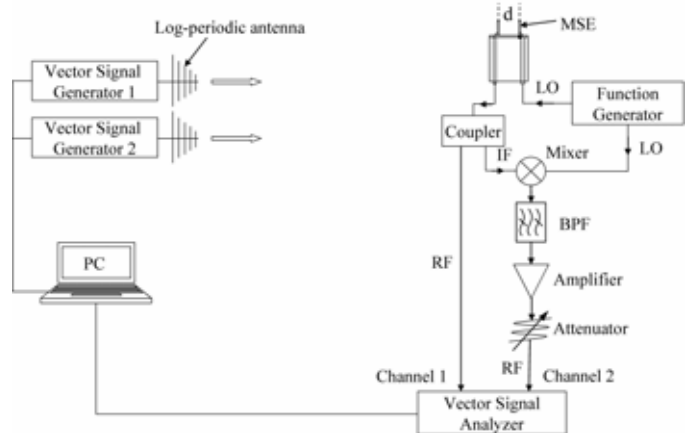 d
MSE
Log-periodic antenna
Vector Signal
Generator 1
LO
Function
Generator
Vector Signal
Generator 2
Coupler
IF
Mixer
LO
BPF
PC
RF
Amplifier
Attenuator
RF
Channel 1
Channel 2
Vector Signal
Analyzer